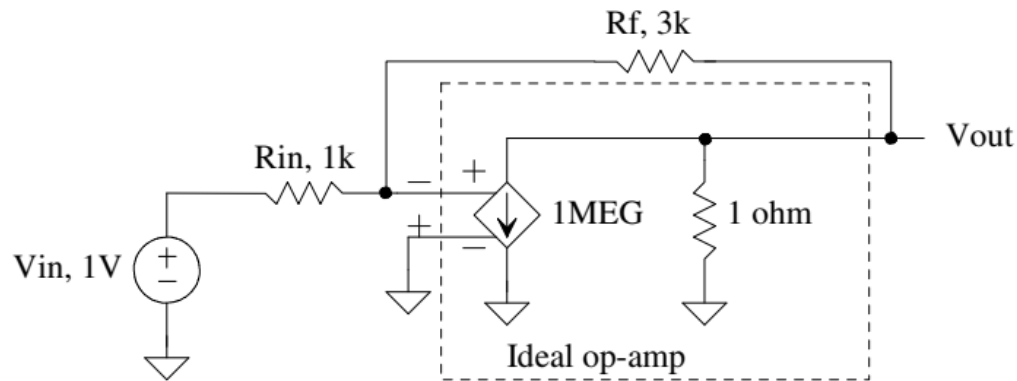 Rf, 3k
Vout
Rin, 1k
− +
1MEG
1 ohm
+ −
Vin, 1V
+
−
Ideal op-amp